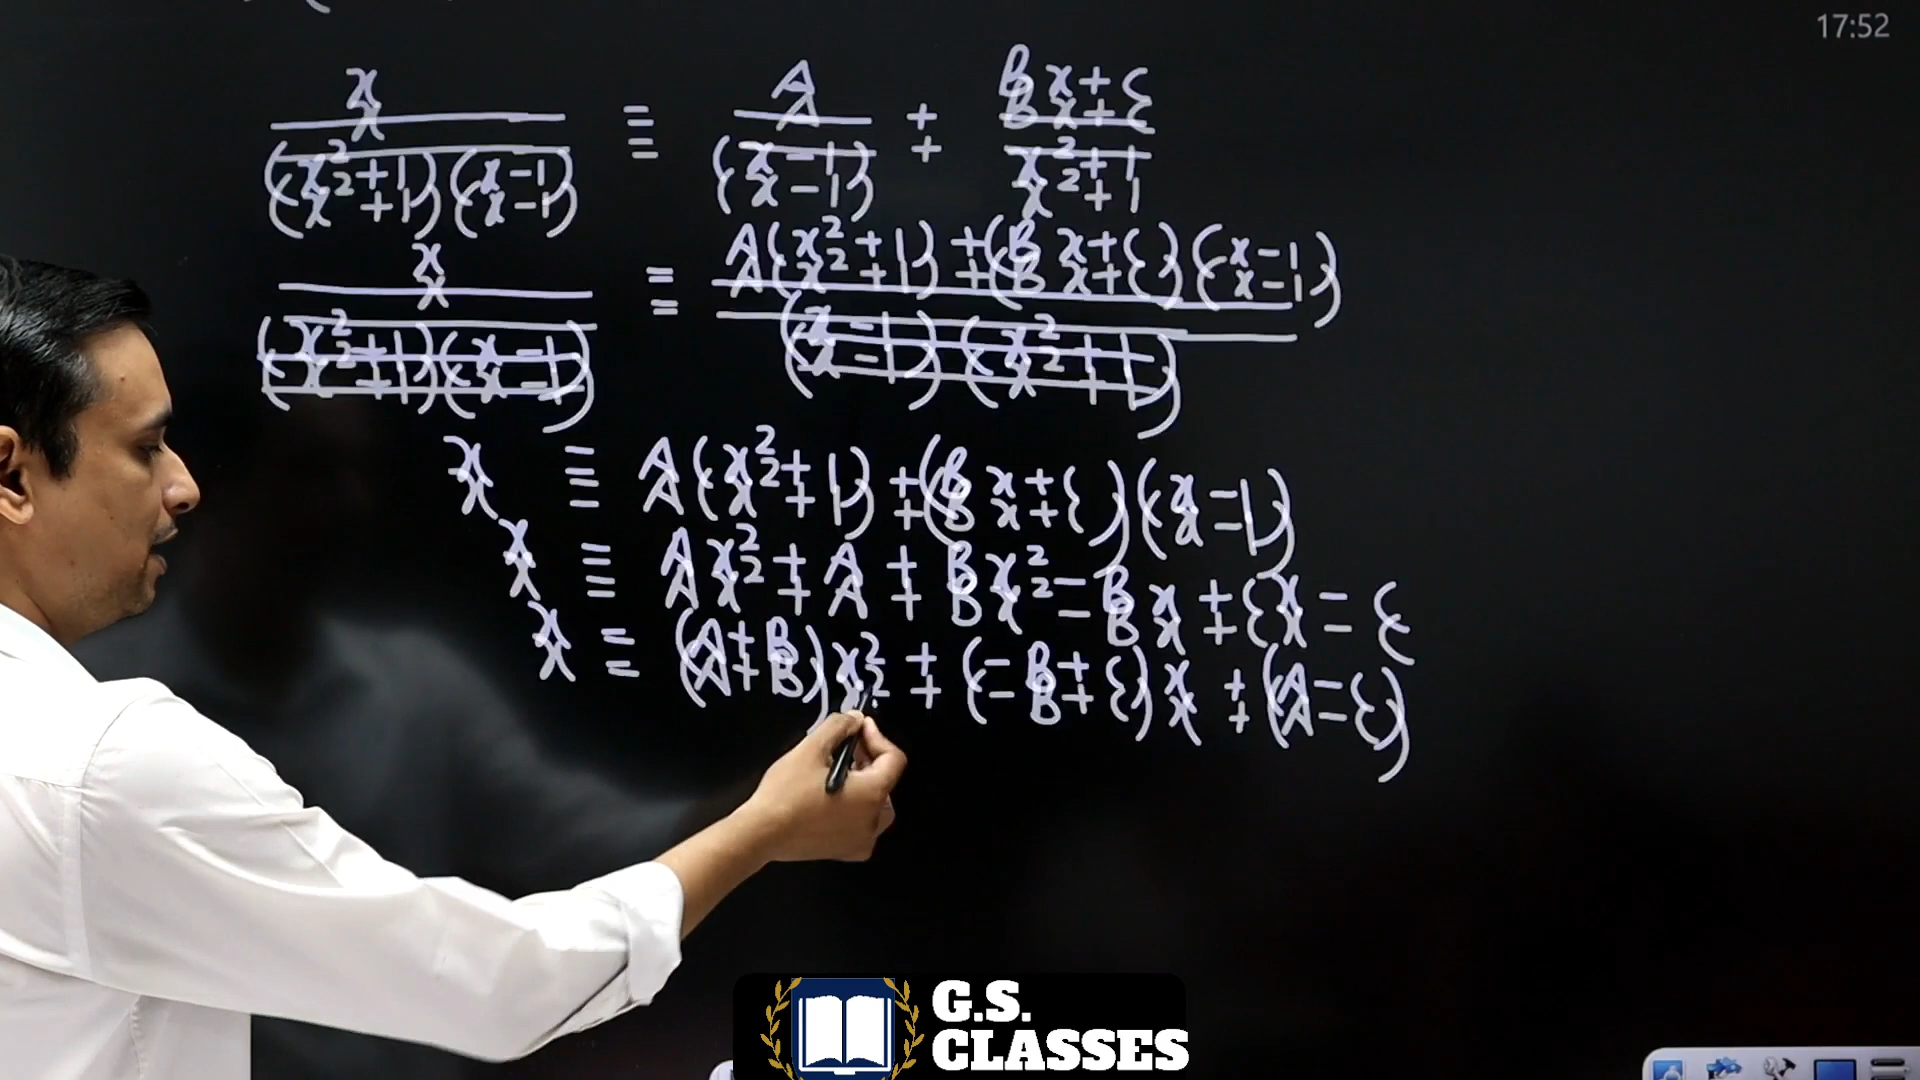 17:52
x/((x²+1)(x-1)) ≡ A/(x-1) + (Bx+C)/(x²+1)
x/((x²+1)(x-1)) ≡ (A(x²+1)+(Bx+C)(x-1))/((x-1)(x²+1))
x ≡ A(x²+1)+(Bx+C)(x-1)
x ≡ Ax²+A+Bx²-Bx+Cx-C
x ≡ (A+B)x²+(-B+C)x+(A-C)
G.S.
CLASSES